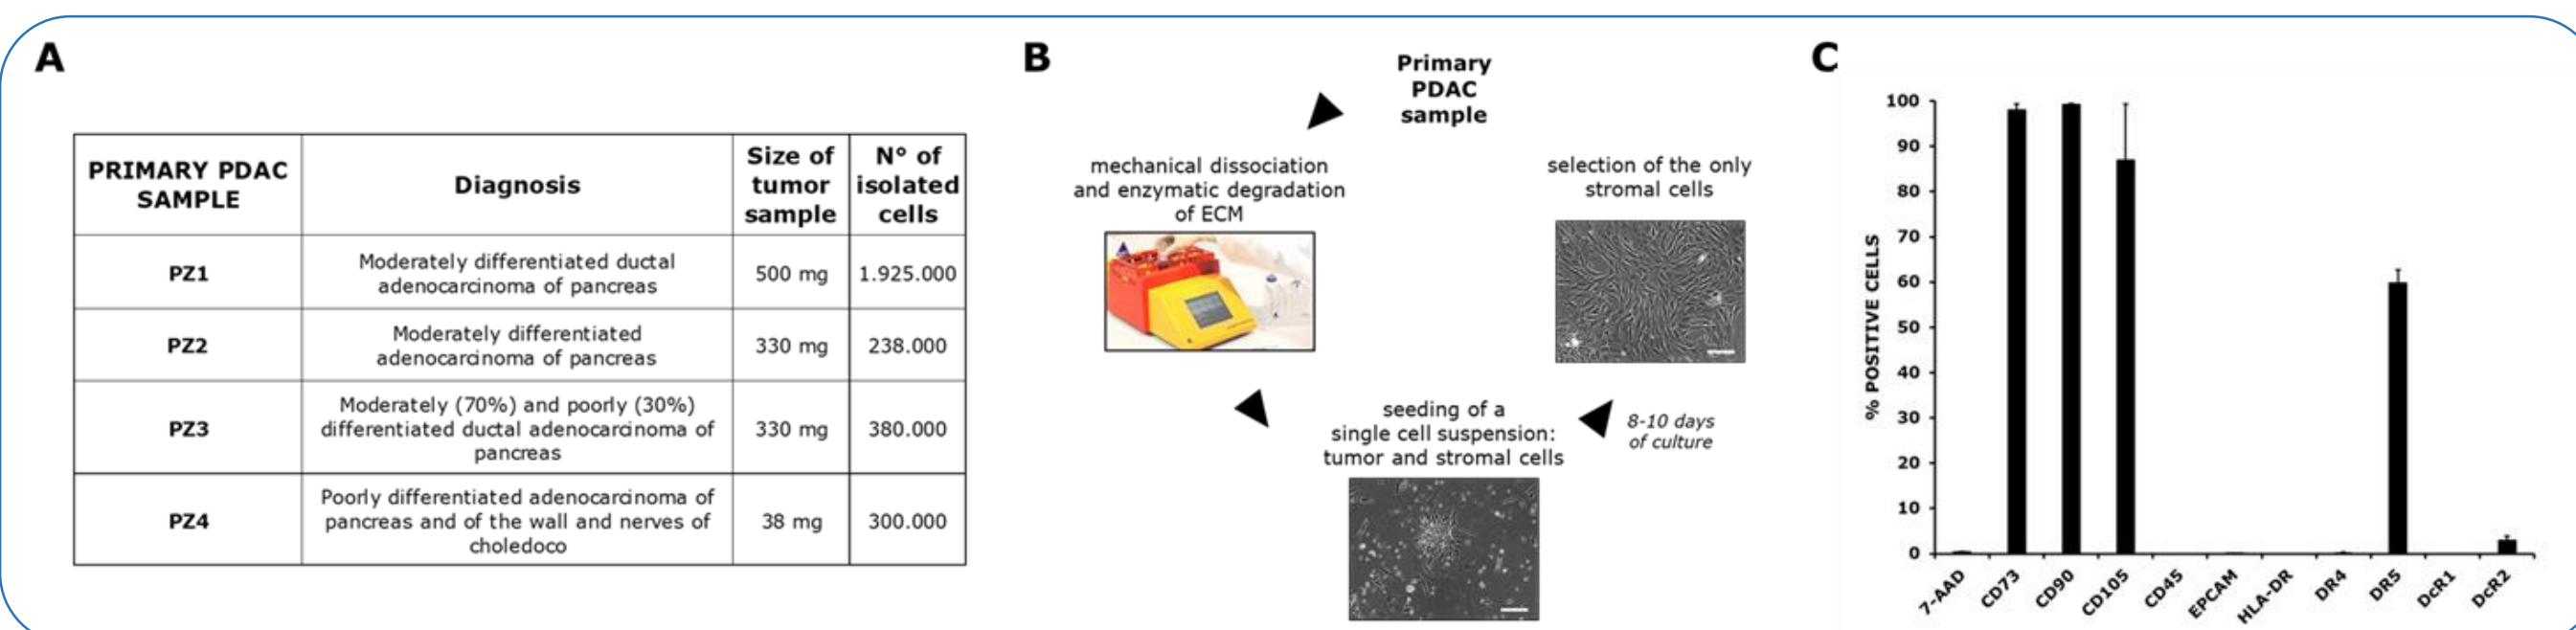 A
PRIMARY PDAC
SAMPLE
Diagnosis
Size of
tumor
sample
N° of
isolated
cells
PZ1
Moderately differentiated ductal
adenocarcinoma of pancreas
500 mg
1.925.000
PZ2
Moderately differentiated
adenocarcinoma of pancreas
330 mg
238.000
PZ3
Moderately (70%) and poorly (30%)
differentiated ductal adenocarcinoma of
pancreas
330 mg
380.000
PZ4
Poorly differentiated adenocarcinoma of
pancreas and of the wall and nerves of
choledoco
38 mg
300.000
B
Primary
PDAC
sample
mechanical dissociation
and enzymatic degradation
of ECM
selection of the only
stromal cells
seeding of a
single cell suspension:
tumor and stromal cells
8-10 days
of culture
C
% POSITIVE CELLS
100
90
80
70
60
50
40
30
20
10
0
7-AAD
CD73
CD90
CD105
CD45
EPCAM
HLA-DR
DR4
DR5
DcR1
DcR2